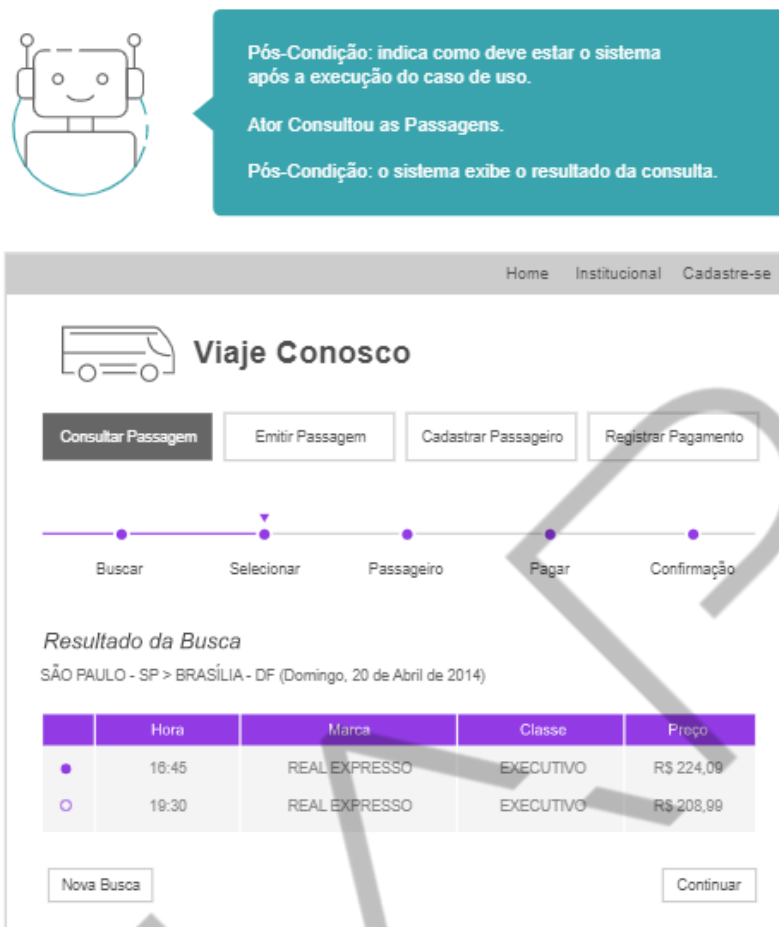 Pós-Condição: indica como deve estar o sistema
após a execução do caso de uso.
Ator Consultou as Passagens.
Pós-Condição: o sistema exibe o resultado da consulta.
Home Institucional Cadastre-se
Viaje Conosco
Consultar Passagem Emitir Passagem Cadastrar Passageiro Registrar Pagamento
Buscar Selecionar Passageiro Pagar Confirmação
Resultado da Busca
SÃO PAULO - SP > BRASÍLIA - DF (Domingo, 20 de Abril de 2014)
Hora Marca Classe Preço
16:45 REAL EXPRESSO EXECUTIVO R$ 224,09
19:30 REAL EXPRESSO EXECUTIVO R$ 208,99
Nova Busca Continuar